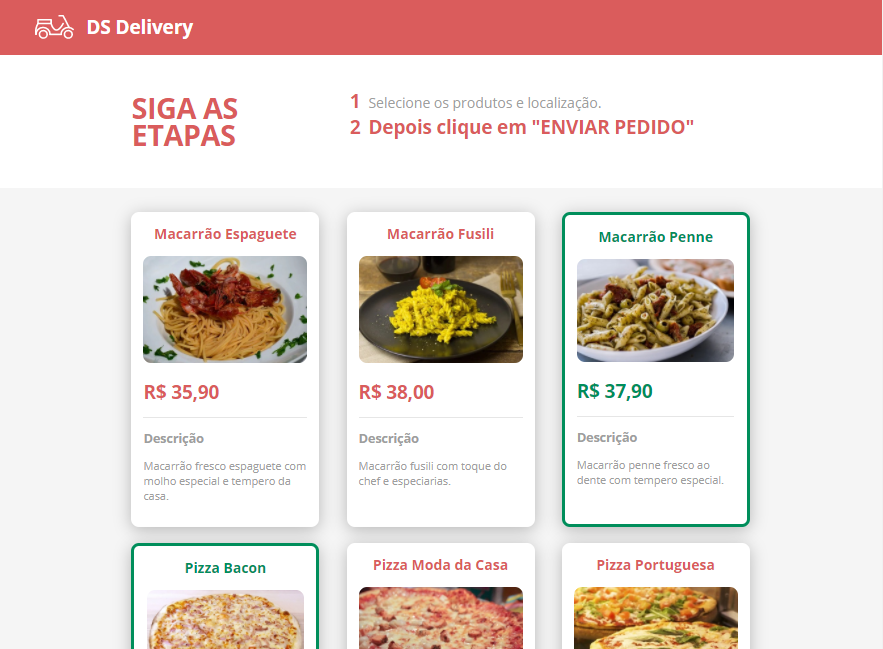 DS Delivery
SIGA AS
ETAPAS
1 Selecione os produtos e localização.
2 Depois clique em "ENVIAR PEDIDO"
Macarrão Espaguete
R$ 35,90
Descrição
Macarrão fresco espaguete com
molho especial e tempero da
casa.
Macarrão Fusili
R$ 38,00
Descrição
Macarrão fusili com toque do
chef e especiarias.
Macarrão Penne
R$ 37,90
Descrição
Macarrão penne fresco ao
dente com tempero especial.
Pizza Bacon
Pizza Moda da Casa
Pizza Portuguesa